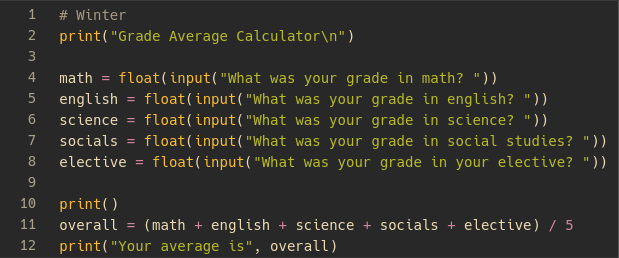 1 # Winter
2 print("Grade Average Calculator\n")
3
4 math = float(input("What was your grade in math? "))
5 english = float(input("What was your grade in english? "))
6 science = float(input("What was your grade in science? "))
7 socials = float(input("What was your grade in social studies? "))
8 elective = float(input("What was your grade in your elective? "))
9
10 print()
11 overall = (math + english + science + socials + elective) / 5
12 print("Your average is", overall)